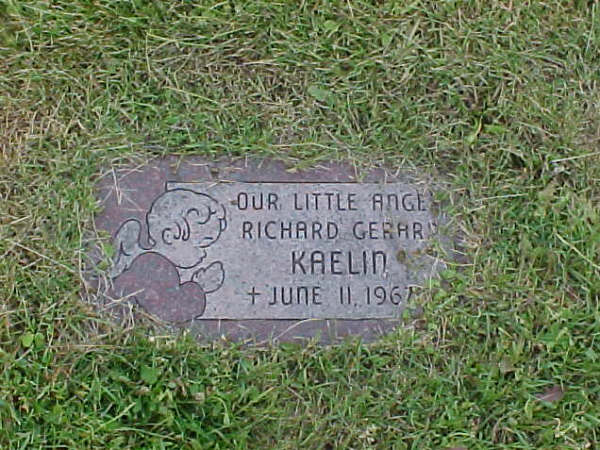 OUR LITTLE ANGE
RICHARD GERAR
KAELIN
+ JUNE 11, 1967